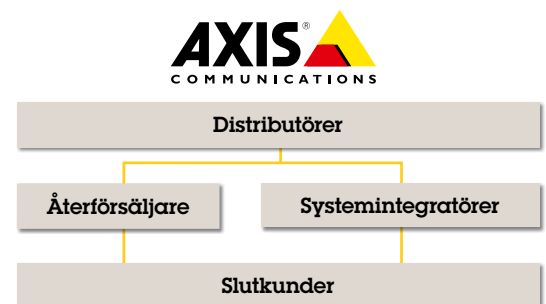 AXIS®
COMMUNICATIONS
Distributörer
Återförsäljare
Systemintegratörer
Slutkunder